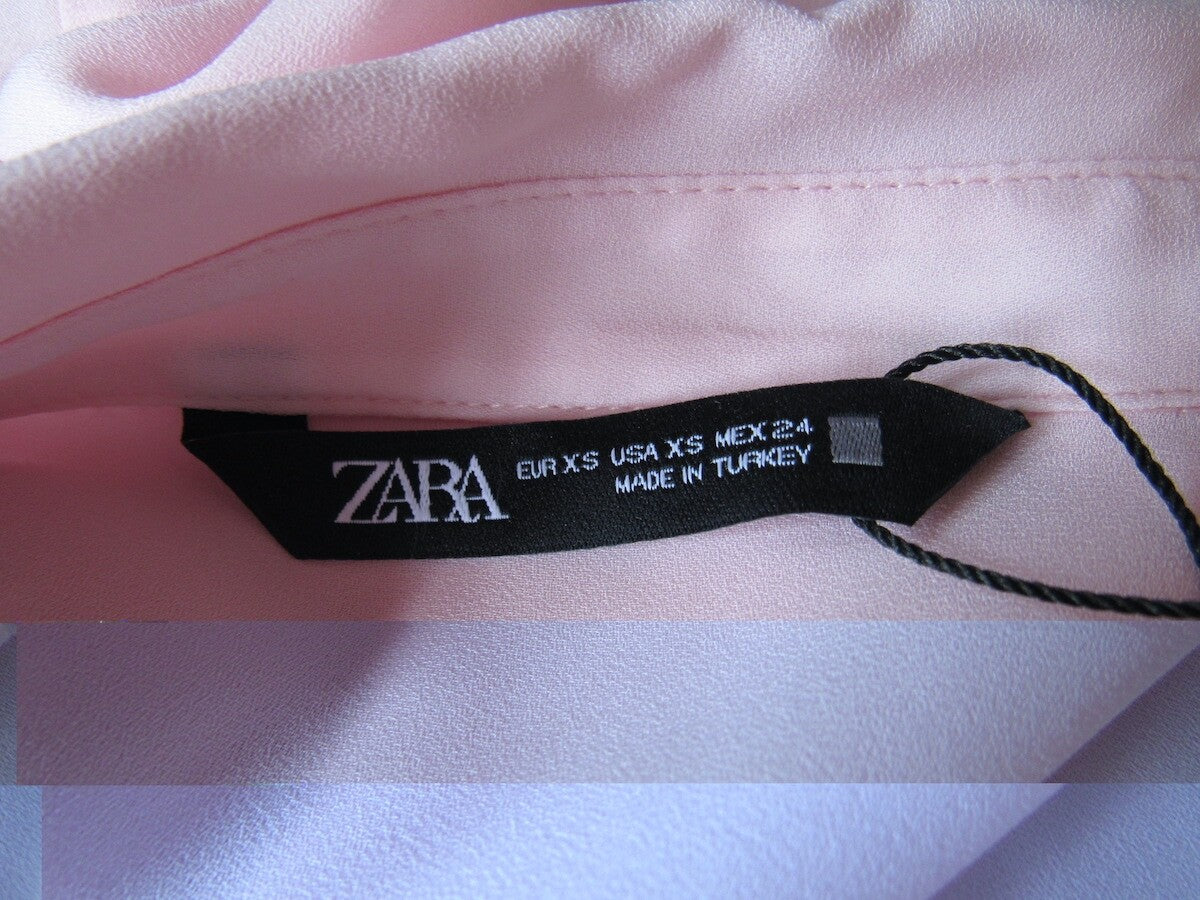 ZARA
EUR XS USA XS MEX 24
MADE IN TURKEY